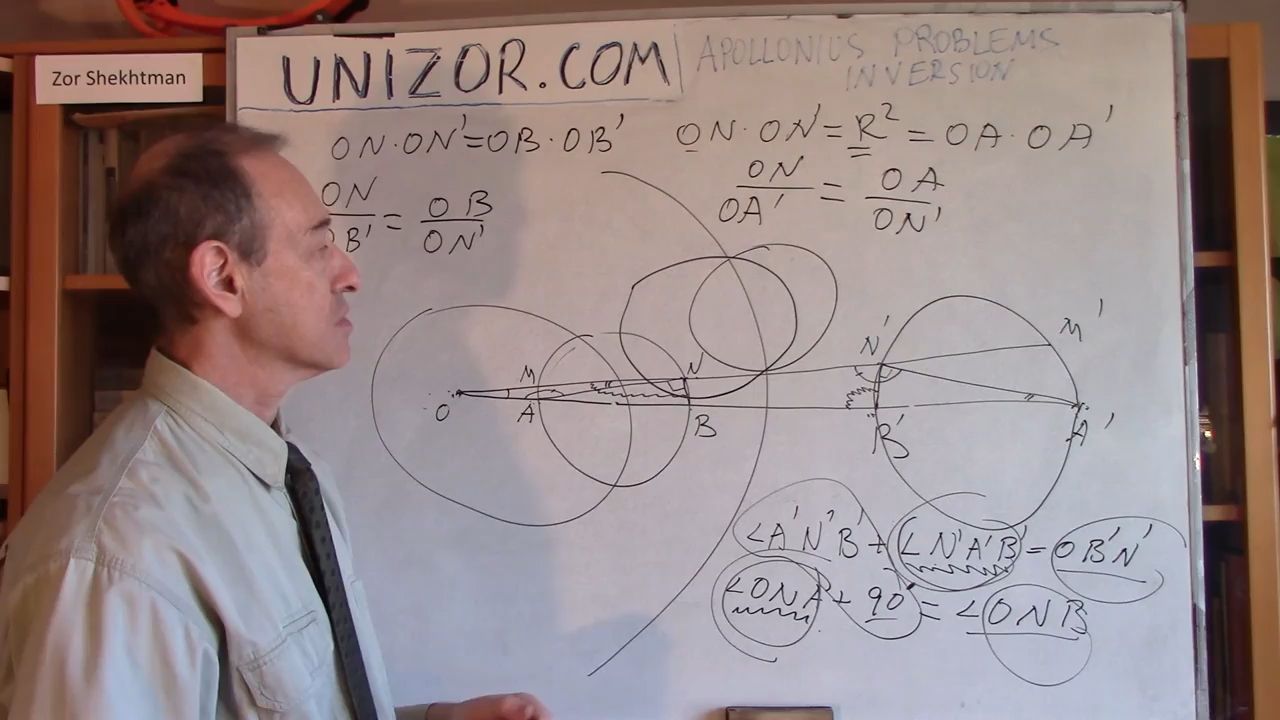 Zor Shekhtman
UNIZOR.COM
APOLLONIUS PROBLEMS
INVERSION
ON·ON'=OB·OB'
ON·ON'=R²=OA·OA'
ON/B'=OB/ON'
ON/OA'=OA/ON'
N'
M'
M
N
O
A
B
B'
A'
∠A'N'B'+∠N'A'B'=OB'N'
∠ONA+90°=∠ONB